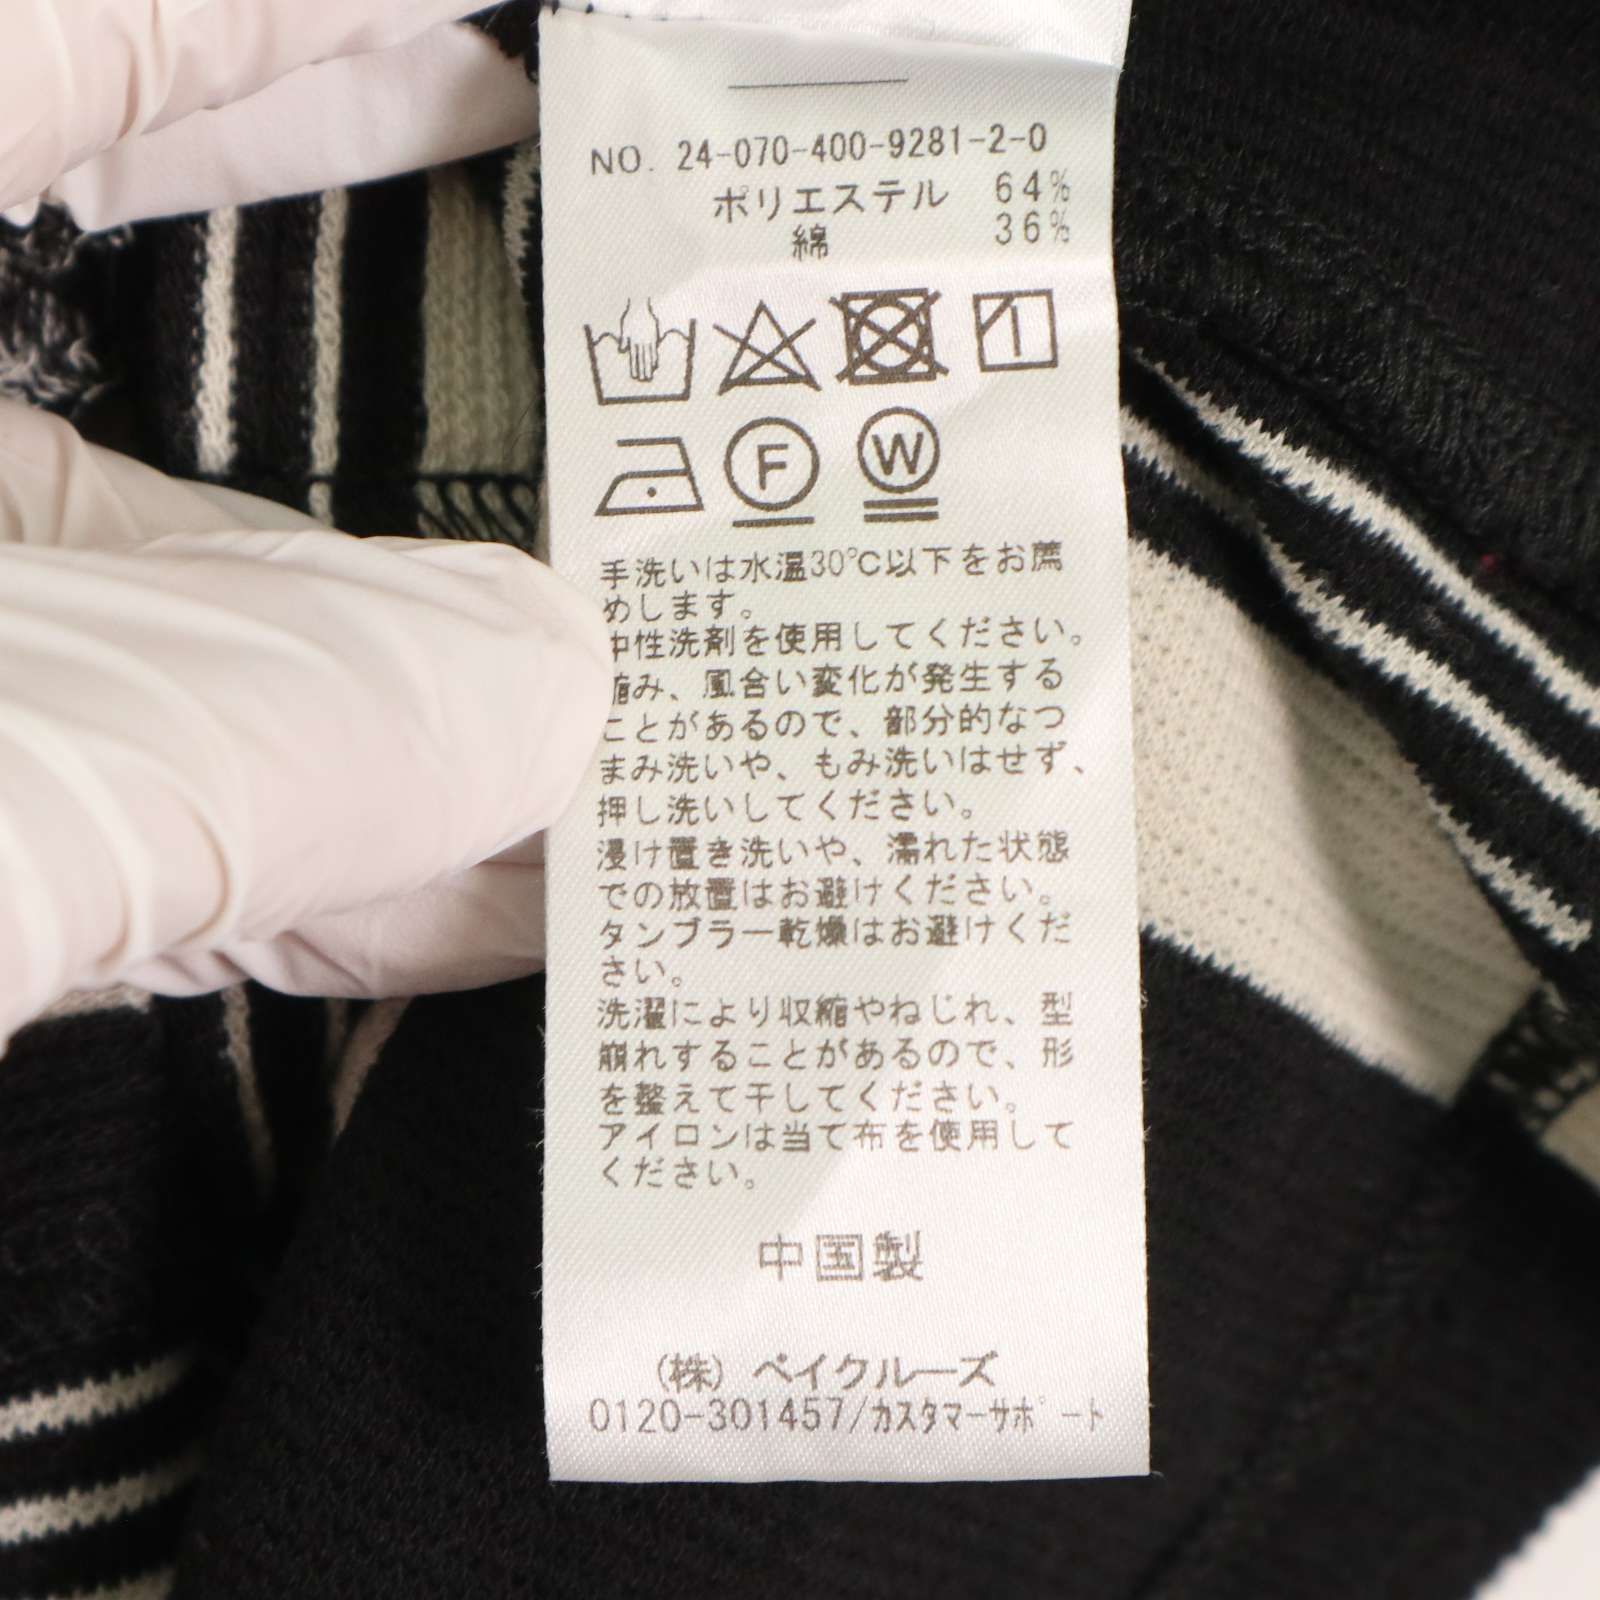 NO. 24-070-400-9281-2-0
ポリエステル 64%
綿 36%
F
W
手洗いは水温30℃以下をお薦
めします。
中性洗剤を使用してください。
縮み、風合い変化が発生する
ことがあるので、部分的なつ
まみ洗いや、もみ洗いはせず、
押し洗いしてください。
浸け置き洗いや、濡れた状態
での放置はお避けください。
タンブラー乾燥はお避けくだ
さい。
洗濯により収縮やねじれ、型
崩れすることがあるので、形
を整えて干してください。
アイロンは当て布を使用して
ください。
中国製
(株) ベイクルーズ
0120-301457/カスタマーサポート